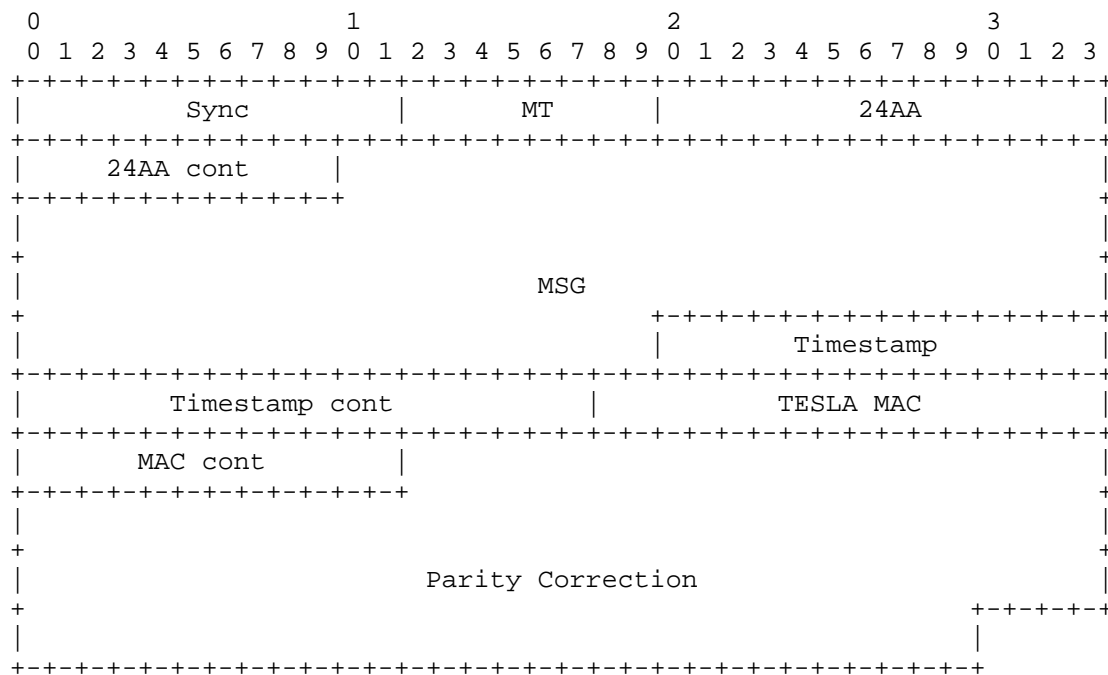 0                   1                   2                   3
 0 1 2 3 4 5 6 7 8 9 0 1 2 3 4 5 6 7 8 9 0 1 2 3 4 5 6 7 8 9 0 1 2 3
+-+-+-+-+-+-+-+-+-+-+-+-+-+-+-+-+-+-+-+-+-+-+-+-+-+-+-+-+-+-+-+-+-+-+
|          Sync         |       MT      |            24AA           |
+-+-+-+-+-+-+-+-+-+-+-+-+-+-+-+-+-+-+-+-+-+-+-+-+-+-+-+-+-+-+-+-+-+-+
|     24AA cont     |                                               |
+-+-+-+-+-+-+-+-+-+-+                                               +
|                                                                   |
+                                                                   +
|                                MSG                                |
+                                       +-+-+-+-+-+-+-+-+-+-+-+-+-+-+
|                                       |        Timestamp          |
+-+-+-+-+-+-+-+-+-+-+-+-+-+-+-+-+-+-+-+-+-+-+-+-+-+-+-+-+-+-+-+-+-+-+
|         Timestamp cont            |           TESLA MAC           |
+-+-+-+-+-+-+-+-+-+-+-+-+-+-+-+-+-+-+-+-+-+-+-+-+-+-+-+-+-+-+-+-+-+-+
|       MAC cont        |                                           |
+-+-+-+-+-+-+-+-+-+-+-+-+                                           +
|                                                                   |
+                                                                   +
|                         Parity Correction                         |
+                                                           +-+-+-+-+
|                                                           |
+-+-+-+-+-+-+-+-+-+-+-+-+-+-+-+-+-+-+-+-+-+-+-+-+-+-+-+-+-+-+